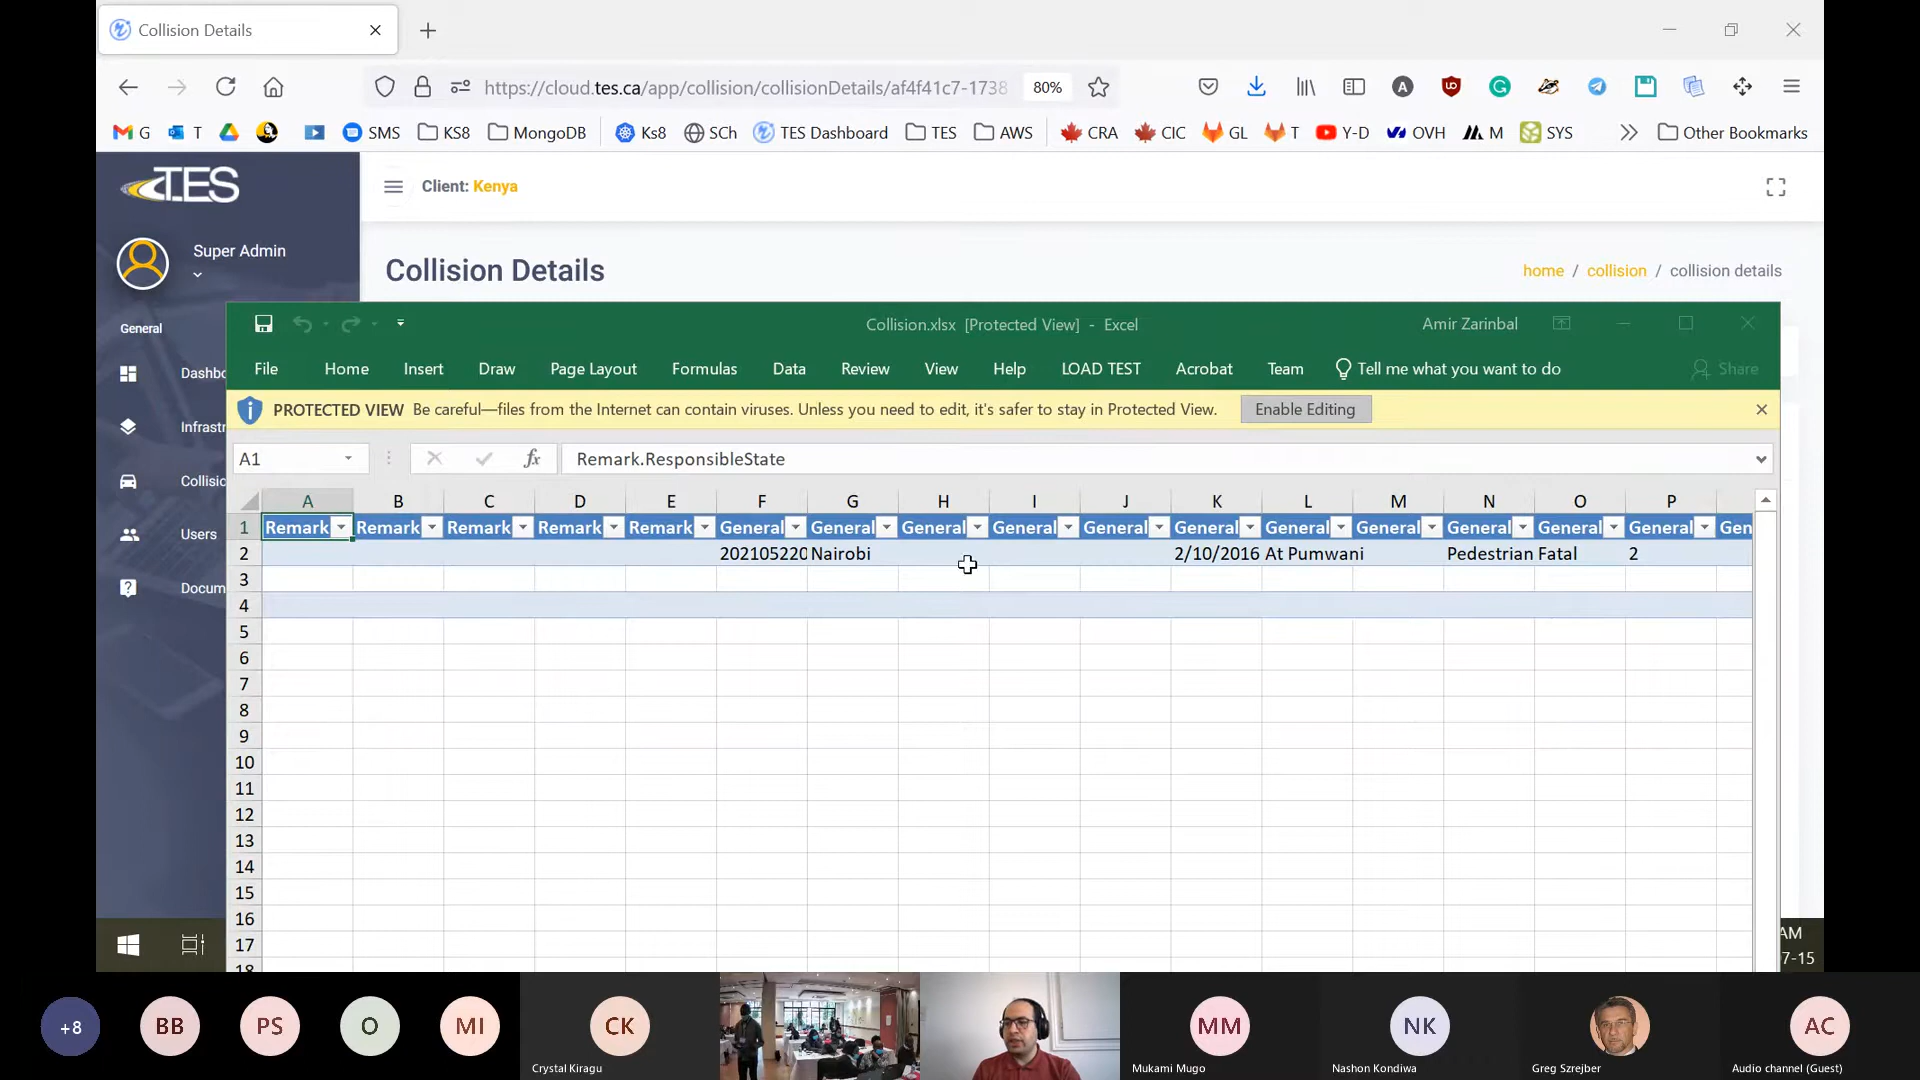 Collision Details
https://cloud.tes.ca/app/collision/collisionDetails/af4f41c7-1738
80%
G T SMS KS8 MongoDB Ks8 SCh TES Dashboard TES AWS CRA CIC GL T Y-D OVH M SYS Other Bookmarks
TES
Client: Kenya
Super Admin
Collision Details
home / collision / collision details
General
Collision.xlsx [Protected View] - Excel
Amir Zarinbal
Dashbo
File Home Insert Draw Page Layout Formulas Data Review View Help LOAD TEST Acrobat Team Tell me what you want to do Share
PROTECTED VIEW Be careful—files from the Internet can contain viruses. Unless you need to edit, it's safer to stay in Protected View. Enable Editing
Infrastr
A1 fx Remark.ResponsibleState
Collisio
A B C D E F G H I J K L M N O P
1 Remark Remark Remark Remark Remark General General General General General General General General General General General Gen
Users
2 202105220 Nairobi 2/10/2016 At Pumwani Pedestrian Fatal 2
3
Docum
4
5
6
7
8
9
10
11
12
13
14
15
16
17
18
AM
7-15
+8 BB PS O MI CK MM NK AC
Crystal Kiragu Mukami Mugo Nashon Kondiwa Greg Szrejber Audio channel (Guest)